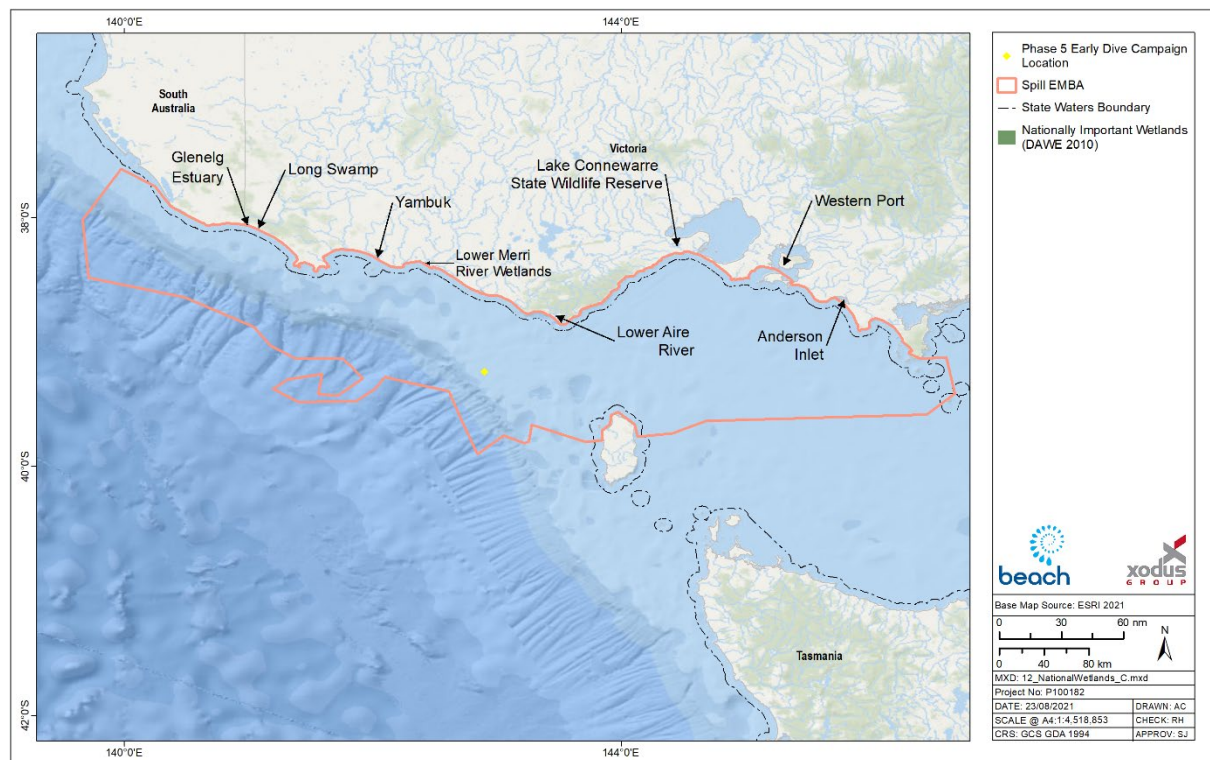 140°0'E
144°0'E
South
Australia
Glenelg
Estuary
Long Swamp
Yambuk
Lower Merri
River Wetlands
Victoria
Lake Connewarre
State Wildlife Reserve
Western Port
Lower Aire
River
Anderson
Inlet
Tasmania
38°0'S
40°0'S
42°0'S
140°0'E
144°0'E
Phase 5 Early Dive Campaign
Location
Spill EMBA
State Waters Boundary
Nationally Important Wetlands
(DAWE 2010)
beach
xodus
GROUP
Base Map Source: ESRI 2021
0 30 60 nm
N
0 40 80 km
MXD: 12_NationalWetlands_C.mxd
Project No: P100182
DATE: 23/08/2021 DRAWN: AC
SCALE @ A4:1:4,518,853 CHECK: RH
CRS: GCS GDA 1994 APPROV: SJ